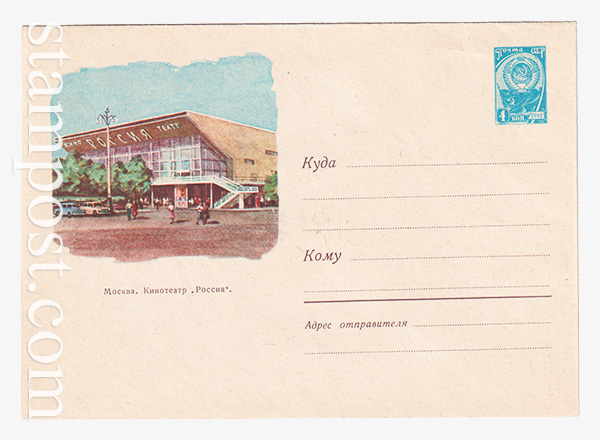 stampost.com
Почта СССР
4 коп
КИНО РОССИЯ ТЕАТР
Москва. Кинотеатр „Россия".
Куда
Кому
Адрес отправителя